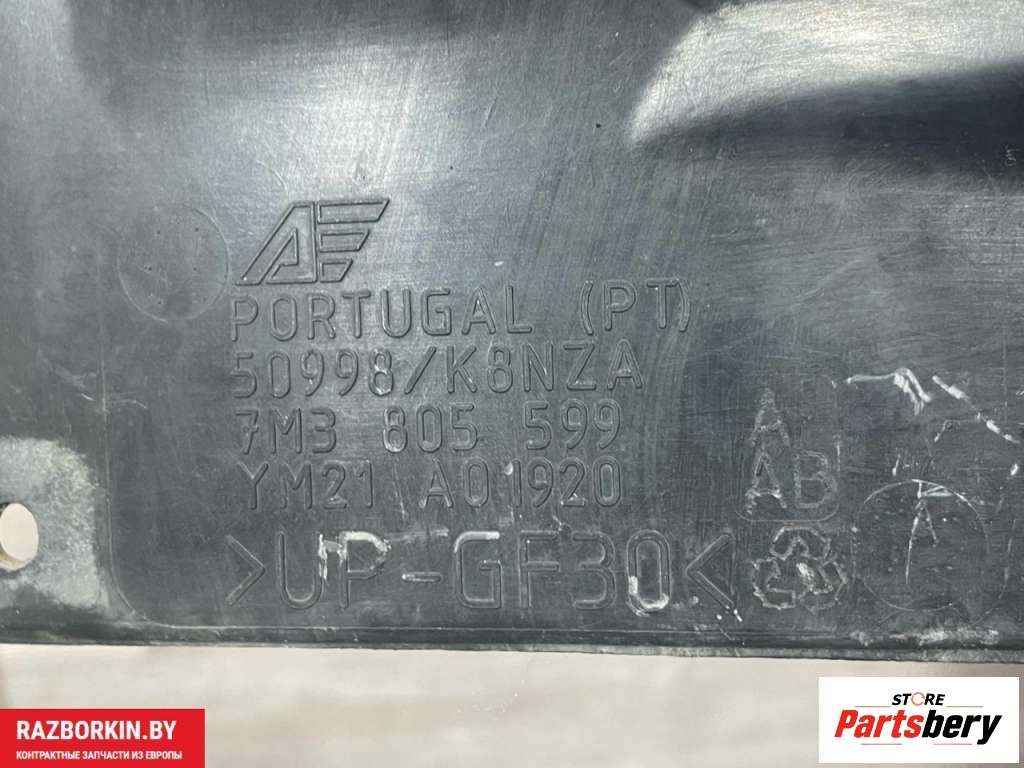 AE
PORTUGAL (PT)
50998/K8NZA
7M3 805 599
YM21 A01920
>UP-GF30<
A
AB
A
RAZBORKIN.BY
КОНТРАКТНЫЕ ЗАПЧАСТИ ИЗ ЕВРОПЫ
STORE
Partsbery